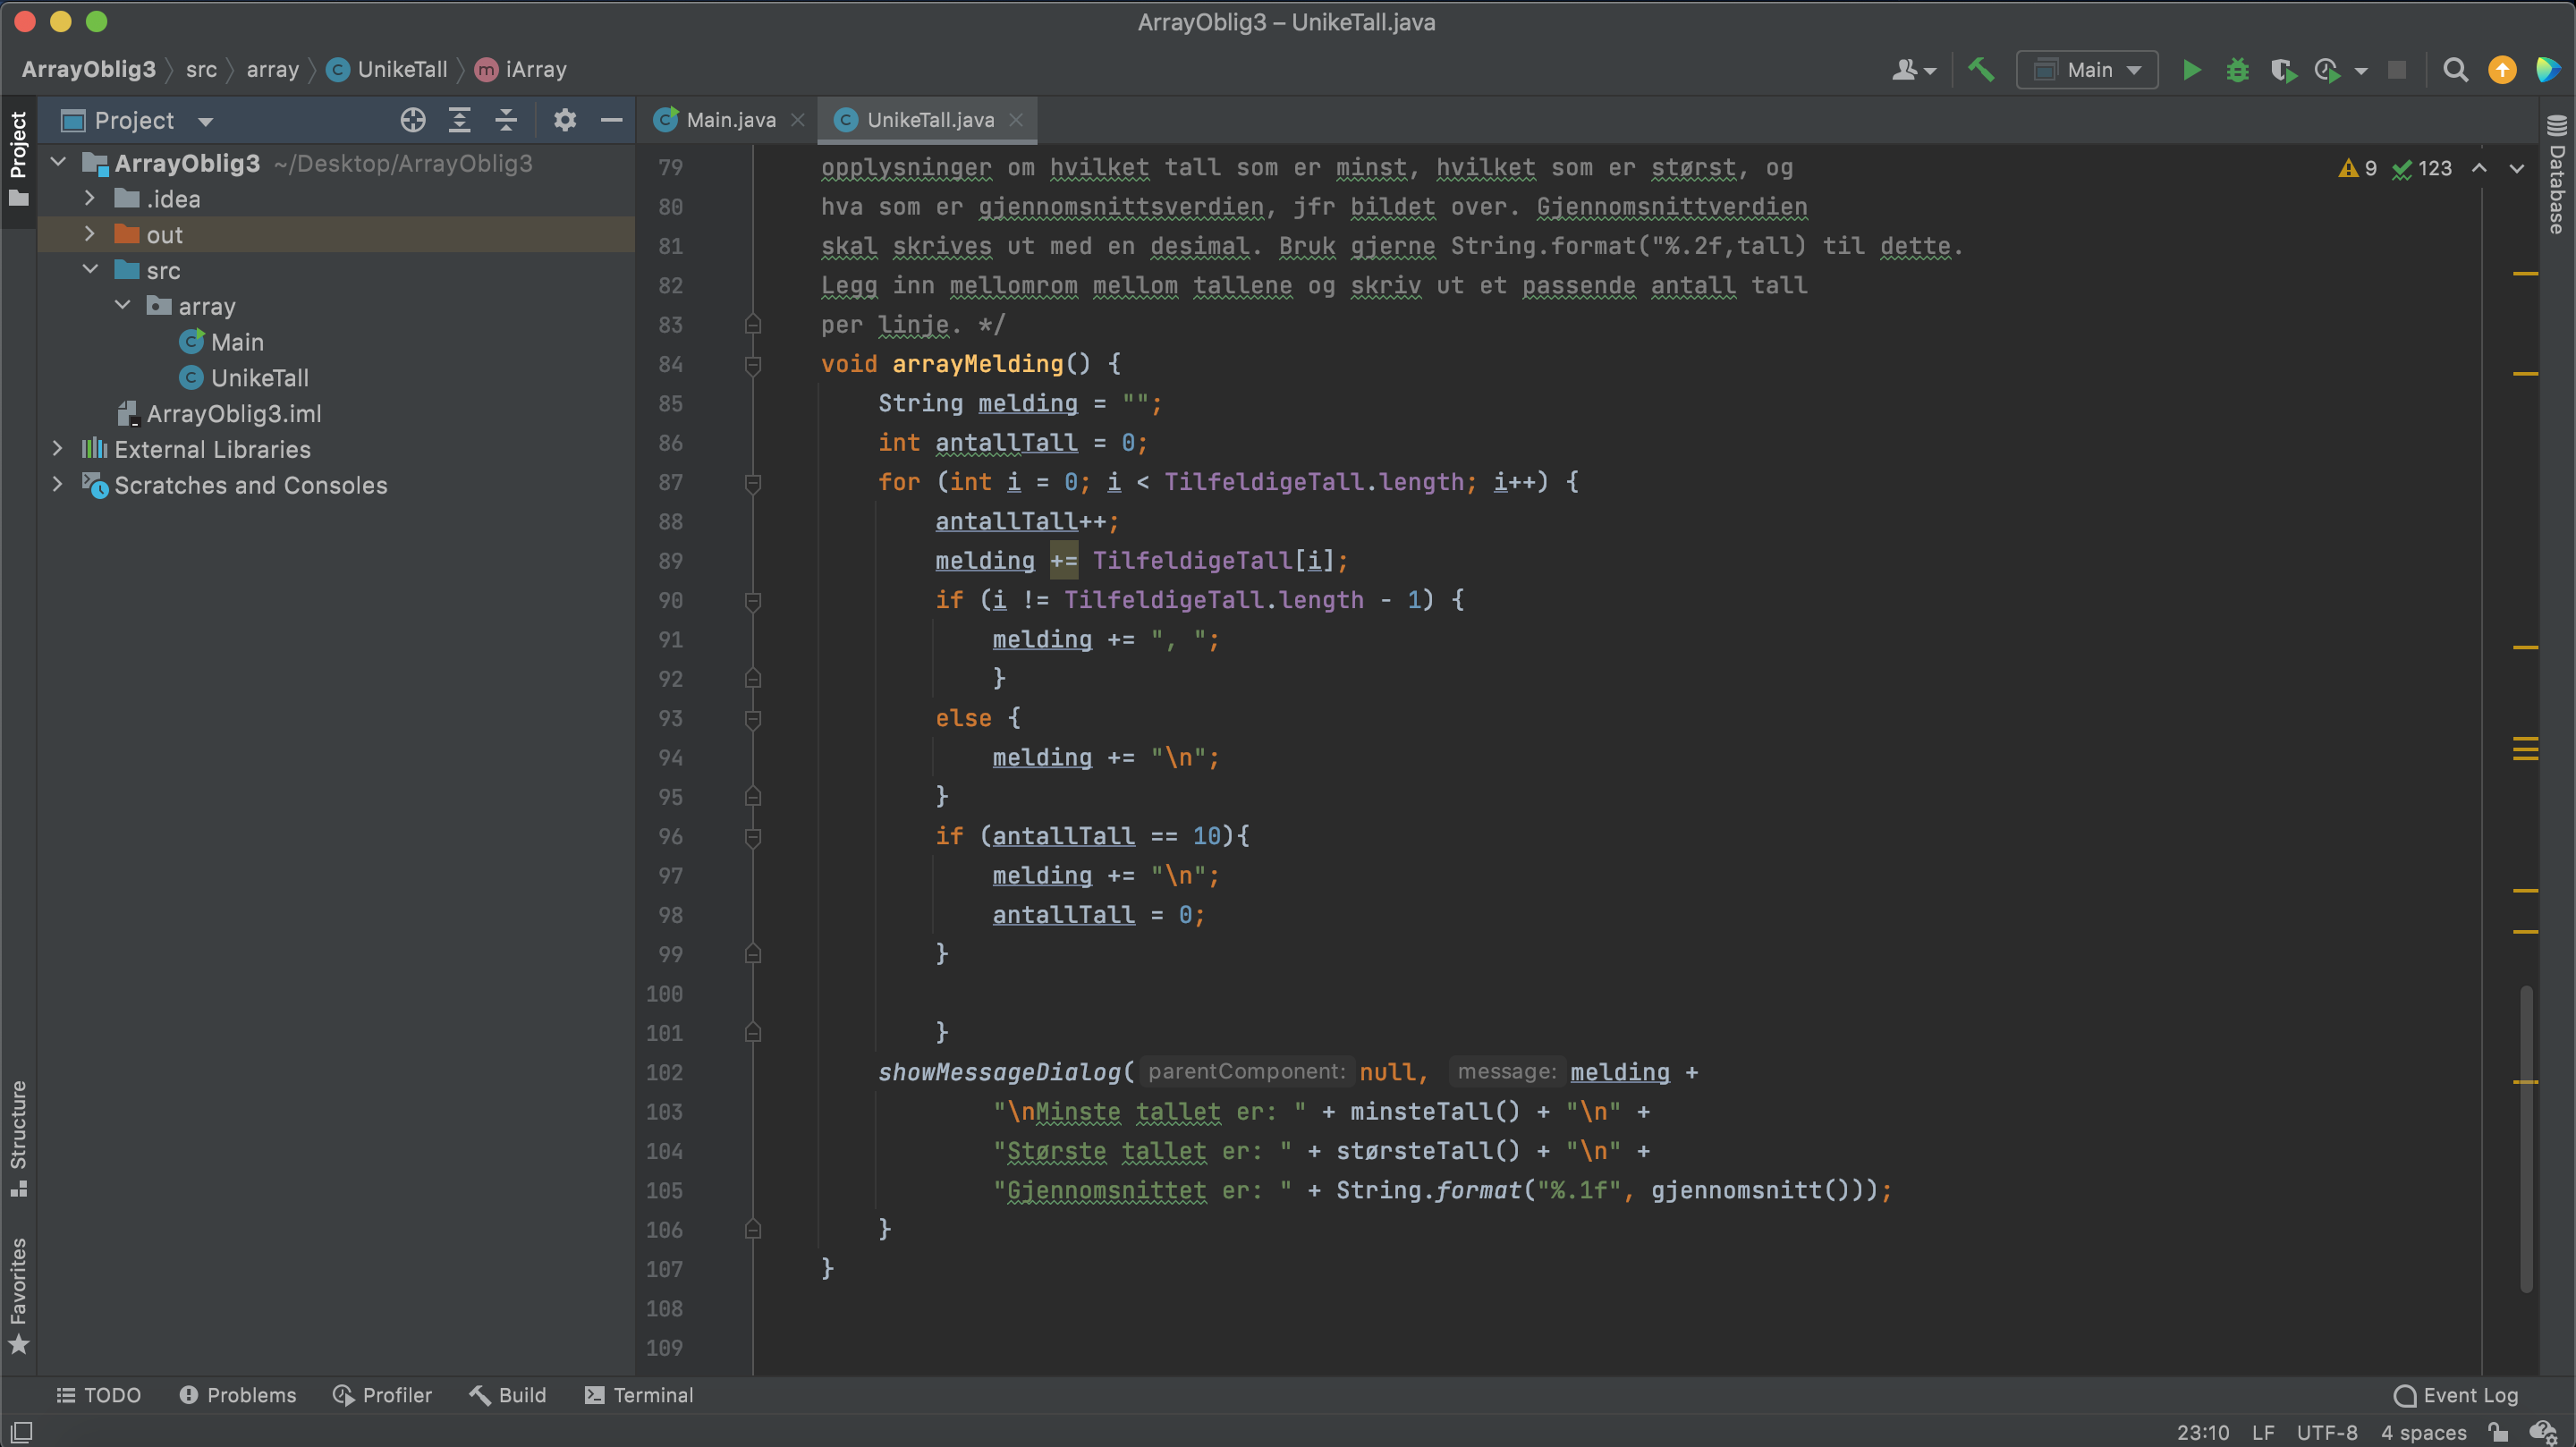 ArrayOblig3 – UnikeTall.java
ArrayOblig3 src array UnikeTall iArray
Main
Project
Main.java UnikeTall.java
ArrayOblig3 ~/Desktop/ArrayOblig3
.idea
out
src
array
Main
UnikeTall
ArrayOblig3.iml
External Libraries
Scratches and Consoles
Project
Structure
Favorites
Database
9 123
79 opplysninger om hvilket tall som er minst, hvilket som er størst, og
80 hva som er gjennomsnittsverdien, jfr bildet over. Gjennomsnittverdien
81 skal skrives ut med en desimal. Bruk gjerne String.format("%.2f,tall) til dette.
82 Legg inn mellomrom mellom tallene og skriv ut et passende antall tall
83 per linje. */
84 void arrayMelding() {
85 String melding = "";
86 int antallTall = 0;
87 for (int i = 0; i < TilfeldigeTall.length; i++) {
88 antallTall++;
89 melding += TilfeldigeTall[i];
90 if (i != TilfeldigeTall.length - 1) {
91 melding += ", ";
92 }
93 else {
94 melding += "\n";
95 }
96 if (antallTall == 10){
97 melding += "\n";
98 antallTall = 0;
99 }
100
101 }
102 showMessageDialog( parentComponent: null, message: melding +
103 "\nMinste tallet er: " + minsteTall() + "\n" +
104 "Største tallet er: " + størsteTall() + "\n" +
105 "Gjennomsnittet er: " + String.format("%.1f", gjennomsnitt()));
106 }
107 }
108
109
TODO Problems Profiler Build Terminal Event Log
23:10 LF UTF-8 4 spaces